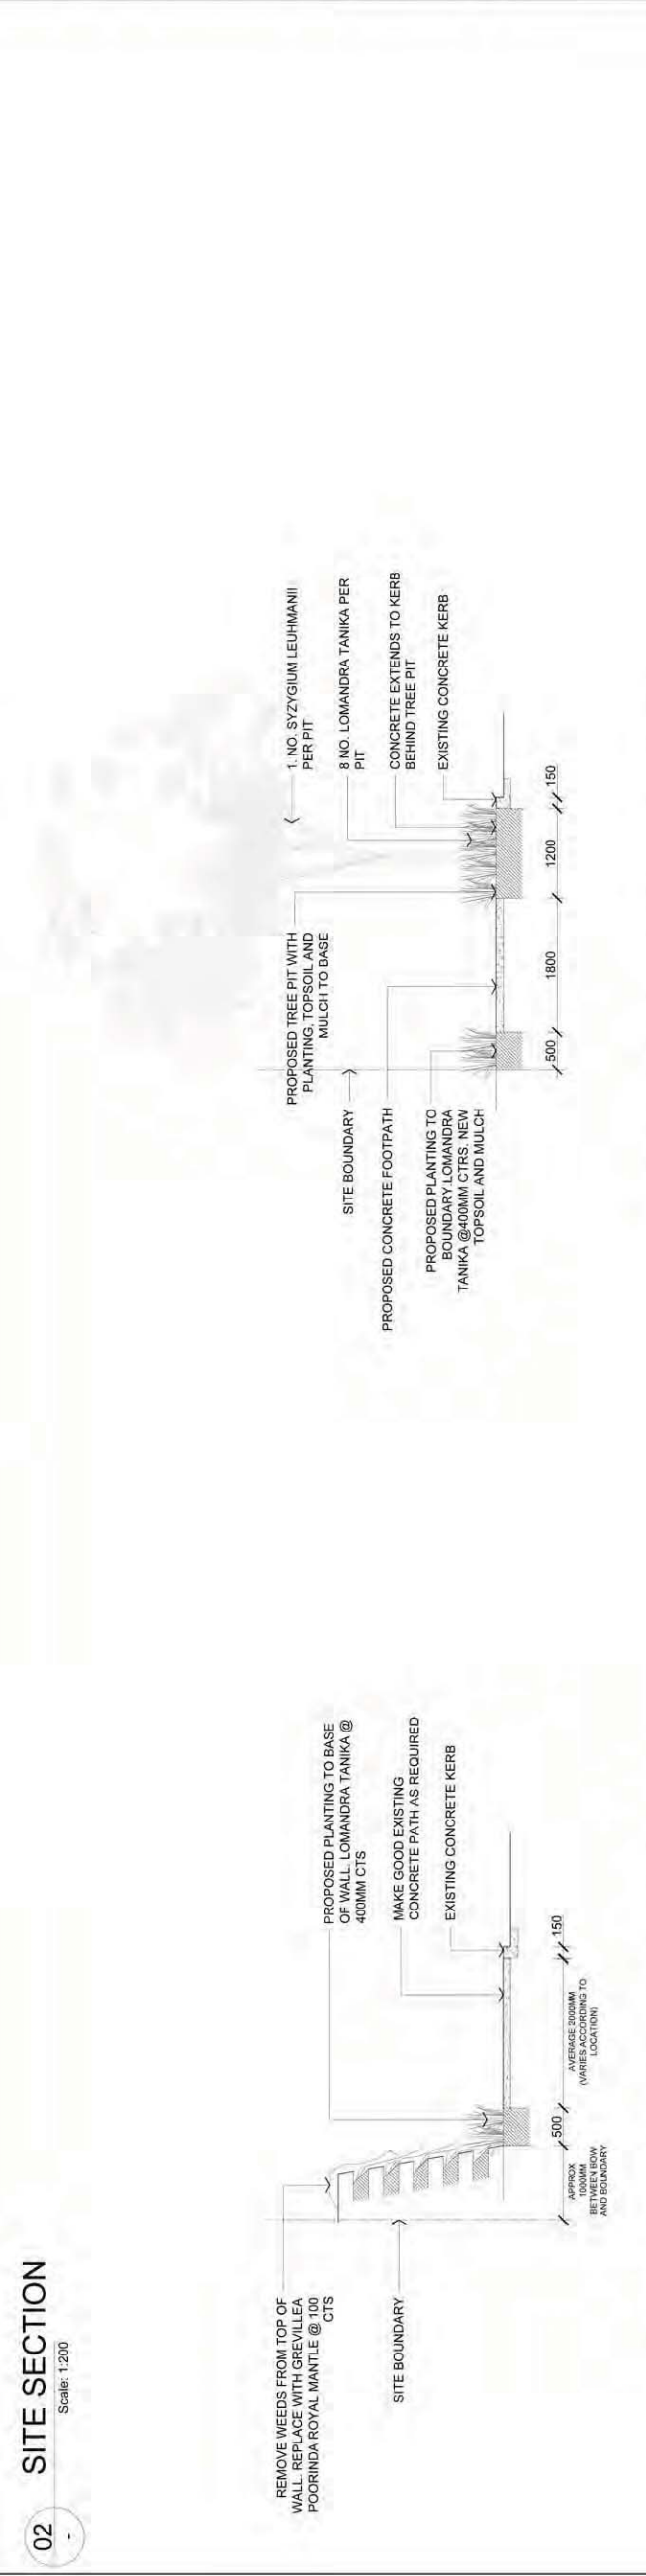 02
-
SITE SECTION
Scale: 1:200
REMOVE WEEDS FROM TOP OF
WALL. REPLACE WITH GREVILLEA
POORINDA ROYAL MANTLE @ 100
CTS
SITE BOUNDARY
PROPOSED PLANTING TO BASE
OF WALL. LOMANDRA TANIKA @
400MM CTS
MAKE GOOD EXISTING
CONCRETE PATH AS REQUIRED
EXISTING CONCRETE KERB
APPROX
1000MM
BETWEEN BOW
AND BOUNDARY
500
AVERAGE 2000MM
(VARIES ACCORDING TO
LOCATION)
150
PROPOSED TREE PIT WITH
PLANTING, TOPSOIL AND
MULCH TO BASE
SITE BOUNDARY
PROPOSED CONCRETE FOOTPATH
PROPOSED PLANTING TO
BOUNDARY.LOMANDRA
TANIKA @400MM CTRS. NEW
TOPSOIL AND MULCH
1. NO. SYZYGIUM LEUHMANII
PER PIT
8 NO. LOMANDRA TANIKA PER
PIT
CONCRETE EXTENDS TO KERB
BEHIND TREE PIT
EXISTING CONCRETE KERB
500
1800
1200
150